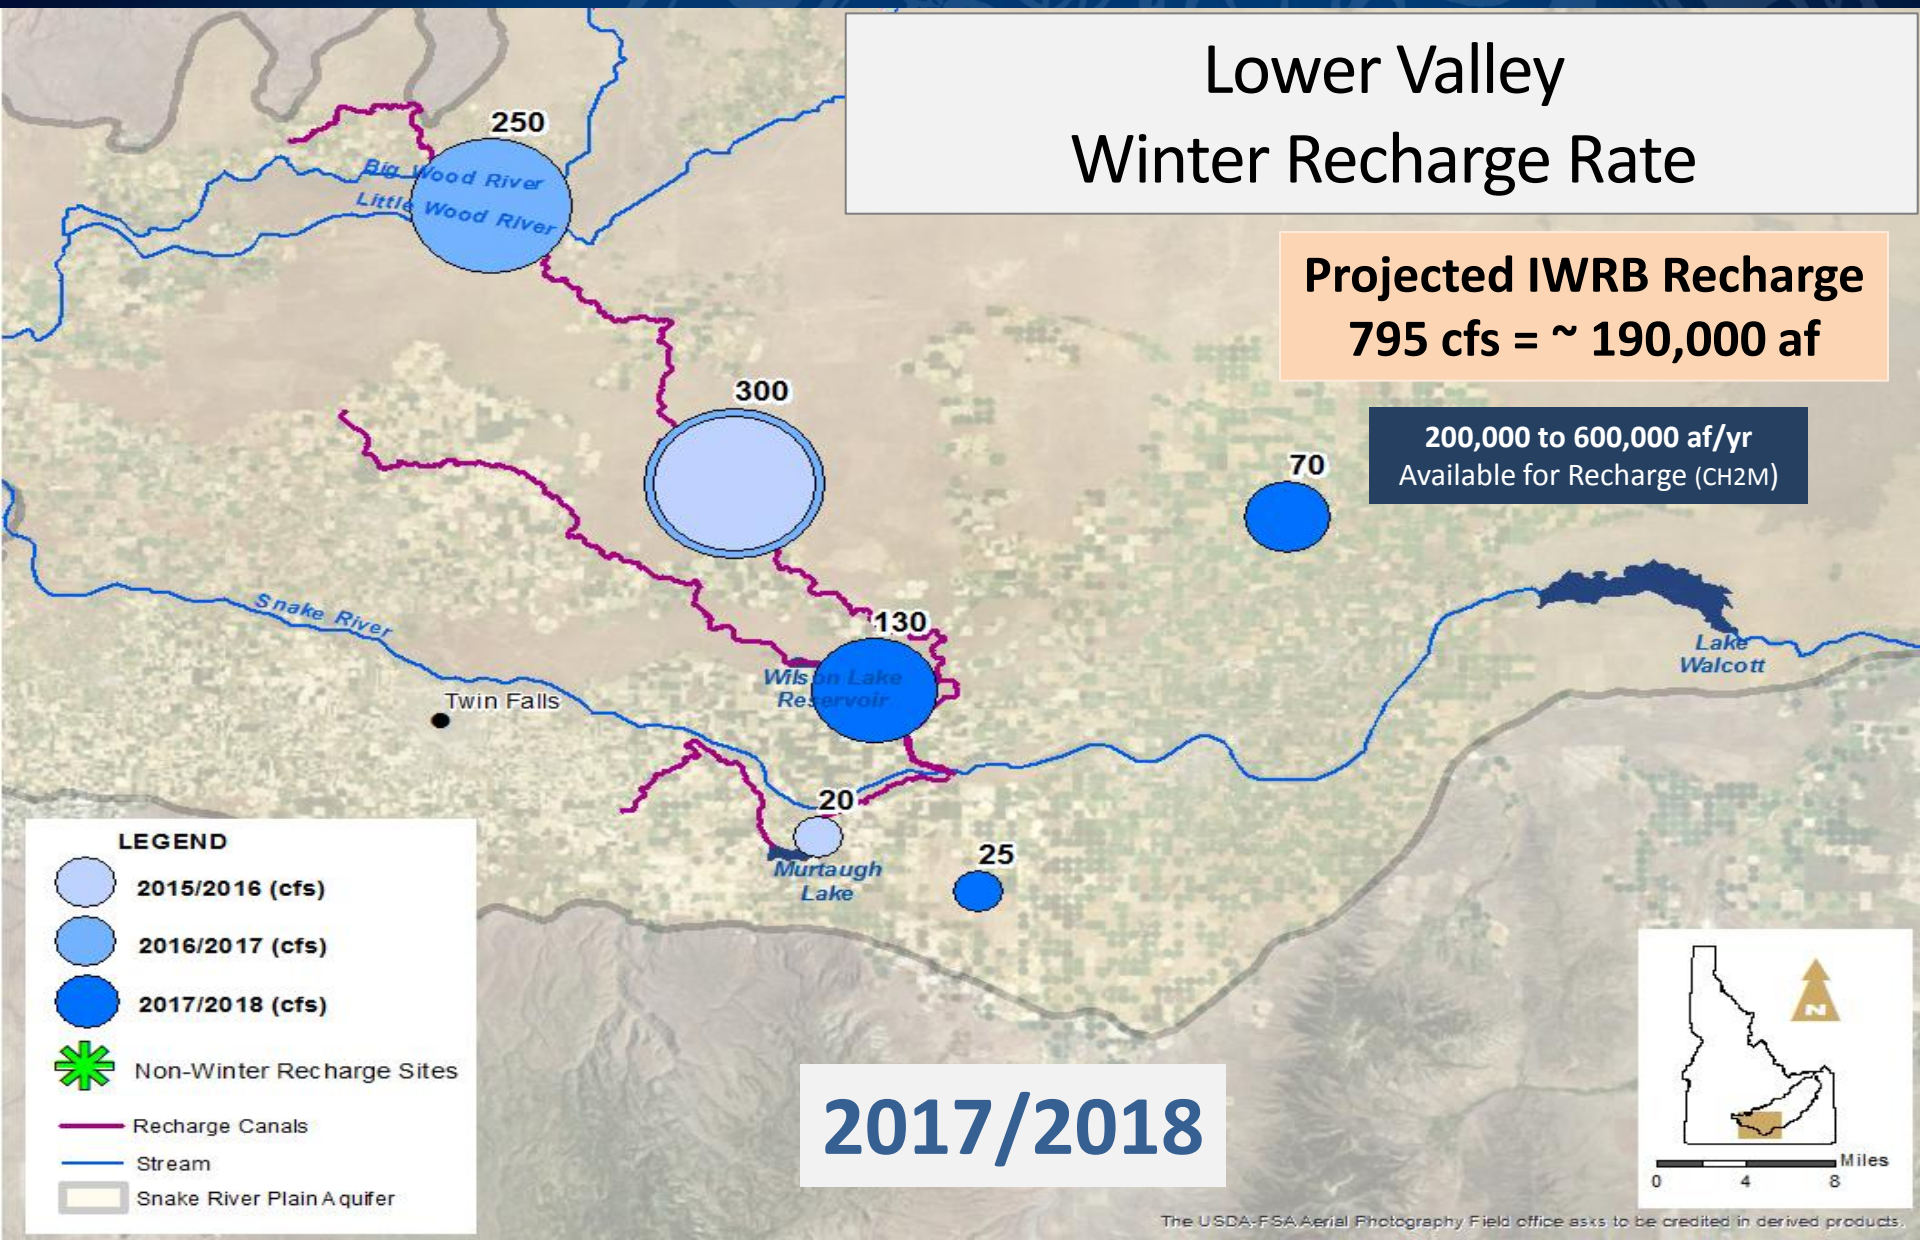 Lower Valley
Winter Recharge Rate
Projected IWRB Recharge
795 cfs = ~ 190,000 af
200,000 to 600,000 af/yr
Available for Recharge (CH2M)
250
Big Wood River
Little Wood River
300
70
130
Snake River
Lake
Walcott
Wilson Lake
Reservoir
Twin Falls
20
25
Murtaugh
Lake
LEGEND
2015/2016 (cfs)
2016/2017 (cfs)
2017/2018 (cfs)
Non-Winter Recharge Sites
Recharge Canals
Stream
Snake River Plain Aquifer
2017/2018
N
Miles
0 4 8
The USDA-FSA Aerial Photography Field office asks to be credited in derived products.